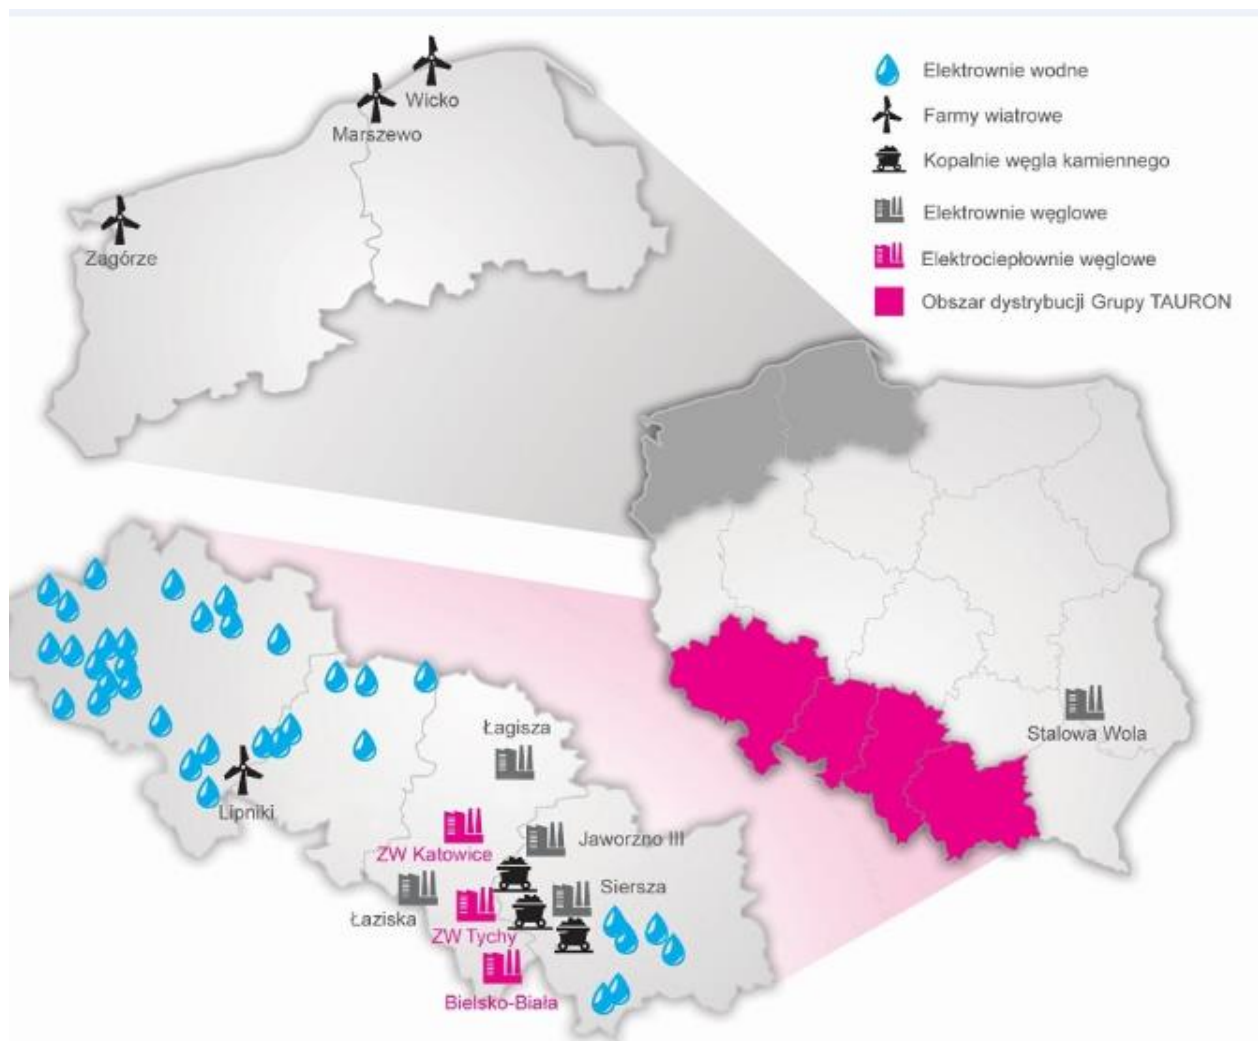 Elektrownie wodne
Farmy wiatrowe
Kopalnie węgla kamiennego
Elektrownie węglowe
Elektrociepłownie węglowe
Obszar dystrybucji Grupy TAURON
Wicko
Marszewo
Zagórze
Stalowa Wola
Łagisza
Lipniki
Jaworzno III
ZW Katowice
Siersza
Łaziska
ZW Tychy
Bielsko-Biała